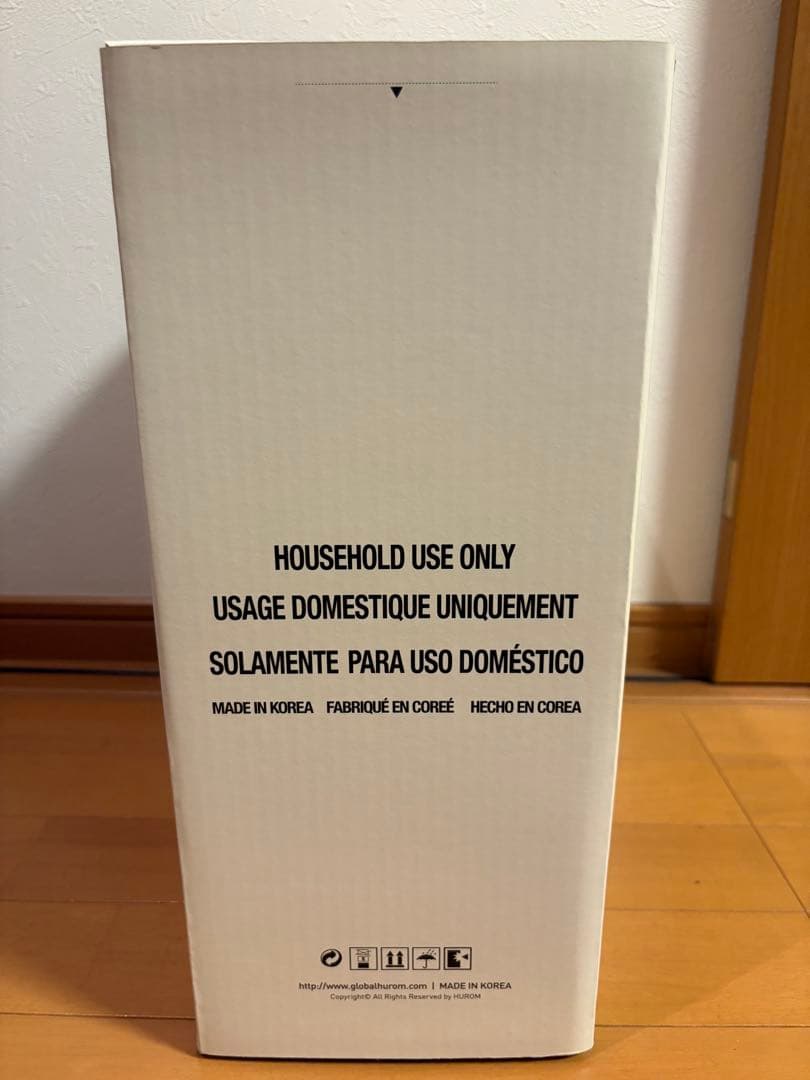 HOUSEHOLD USE ONLY
USAGE DOMESTIQUE UNIQUEMENT
SOLAMENTE PARA USO DOMÉSTICO
MADE IN KOREA FABRIQUÉ EN COREÉ HECHO EN COREA
http://www.globalhurom.com | MADE IN KOREA
Copyright© All Rights Reserved by HUROM